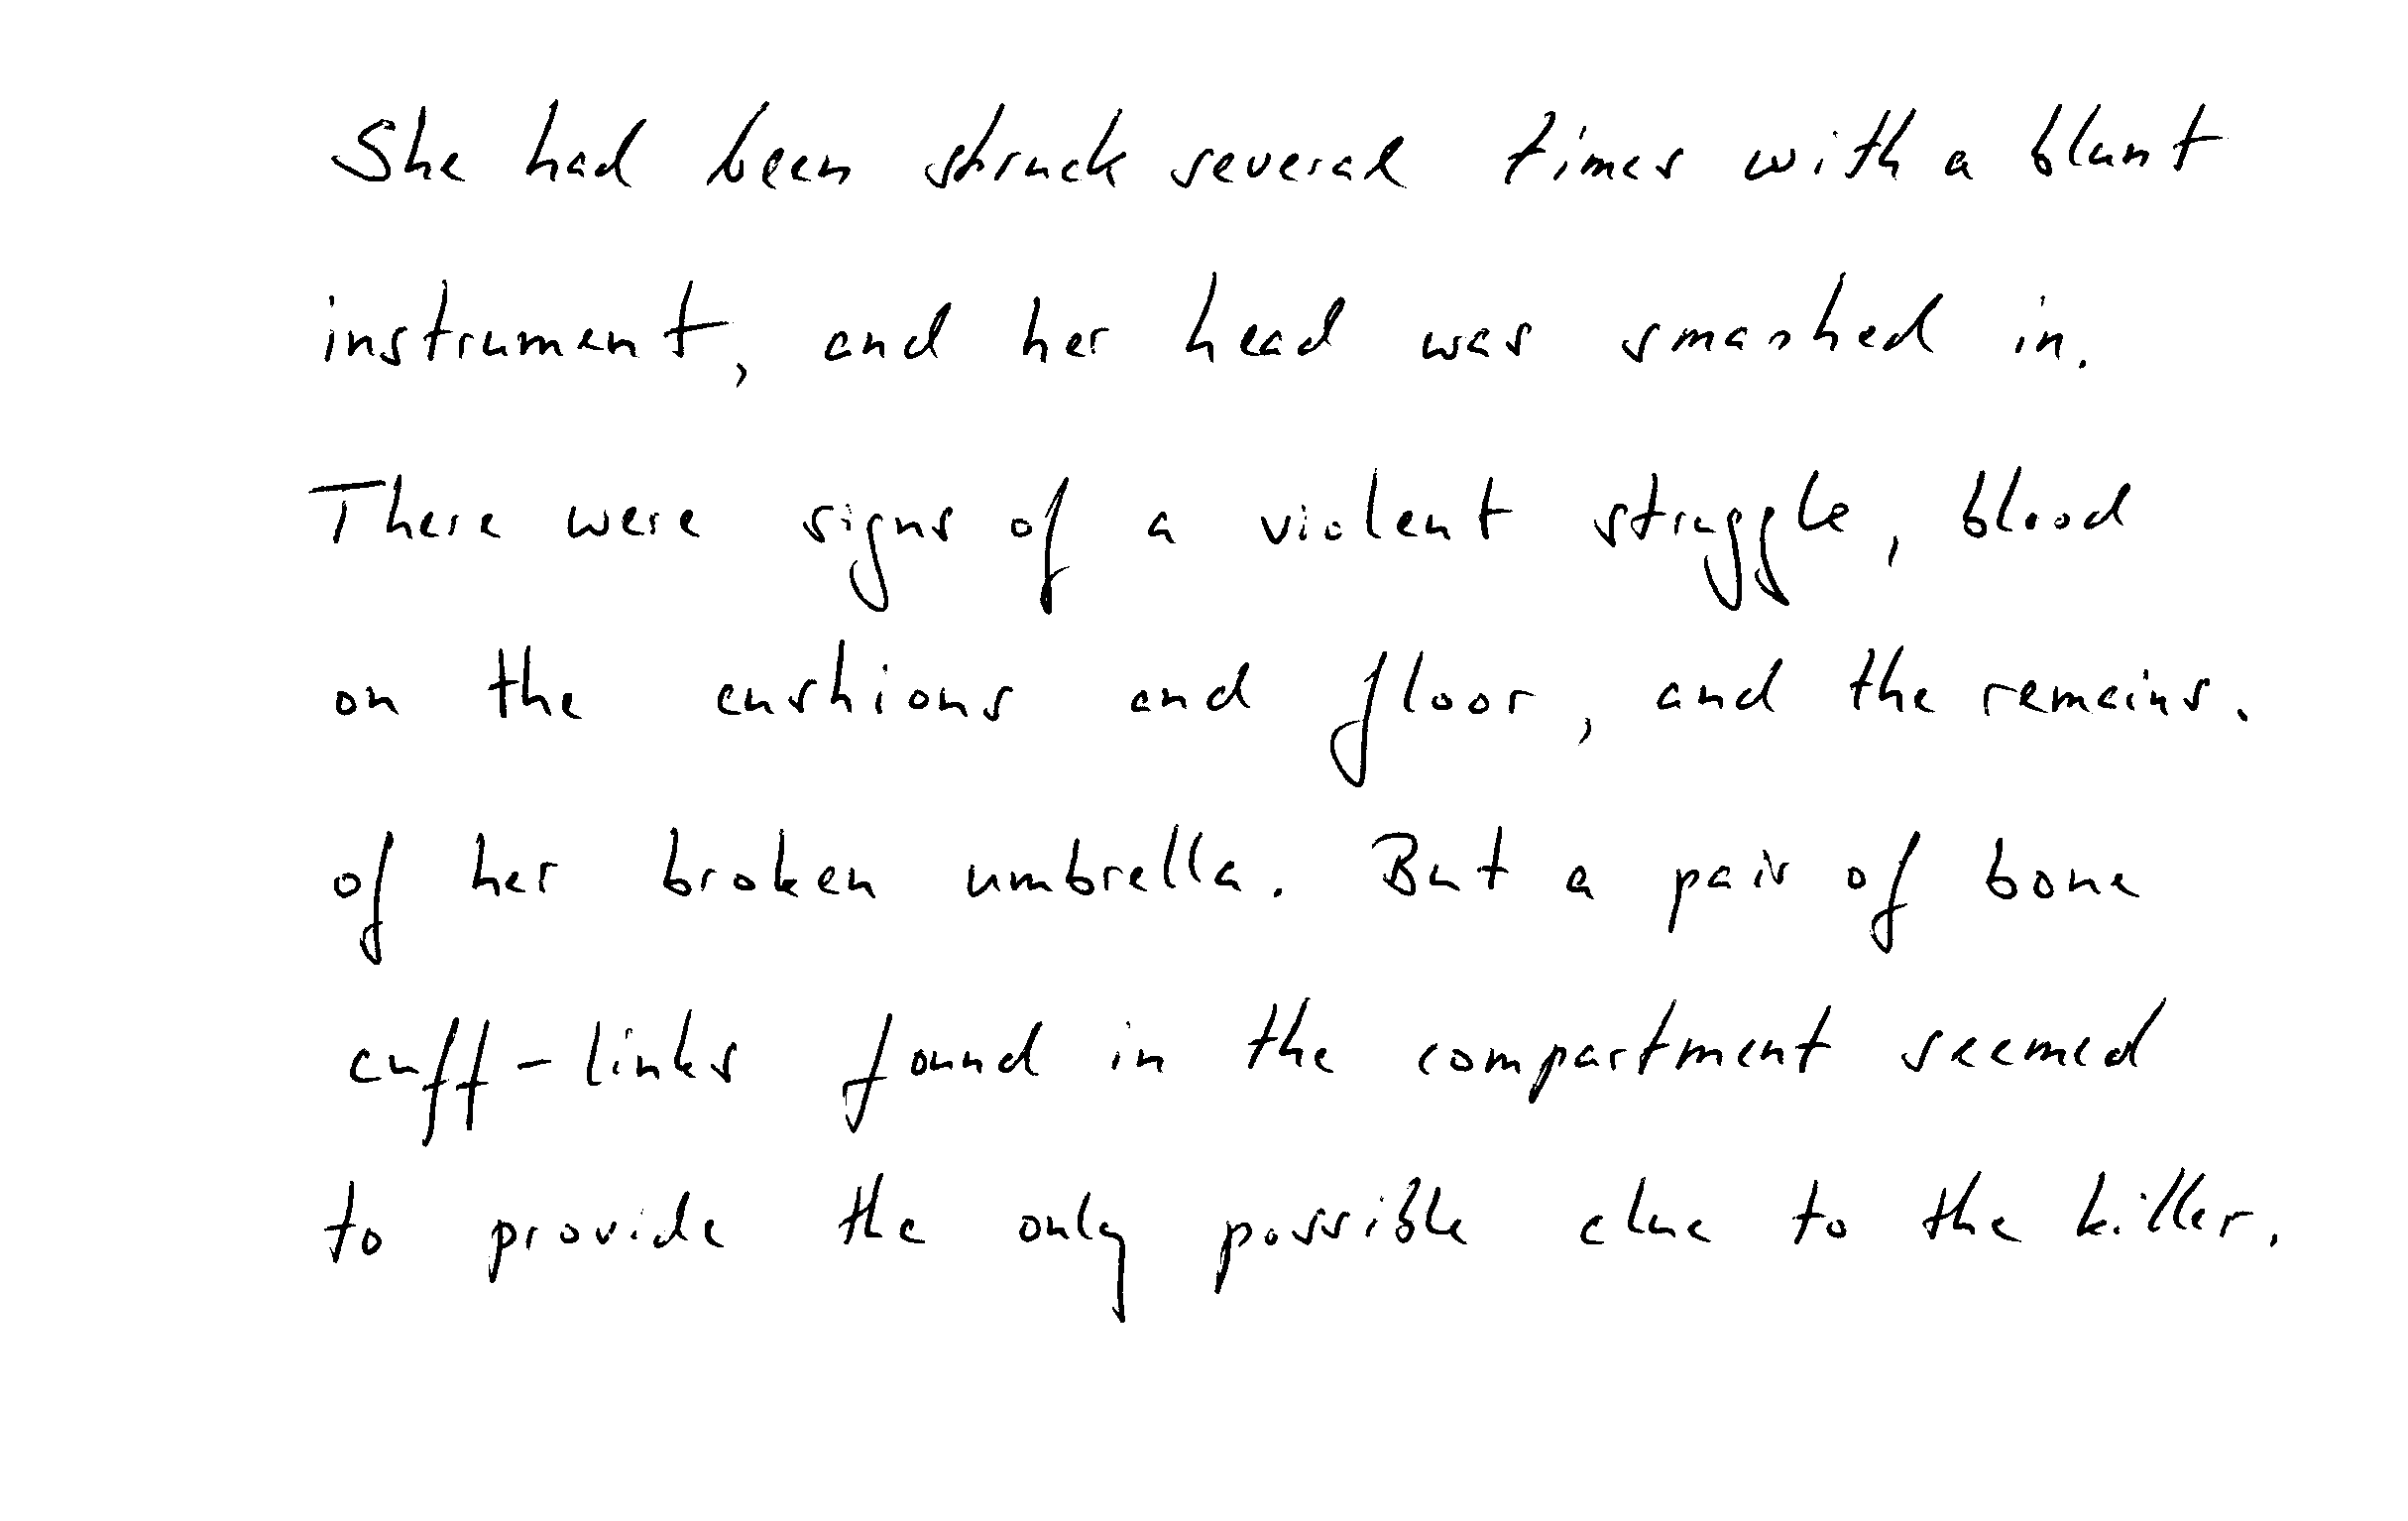 She had been struck several times with a blunt
instrument, and her head was smashed in.
There were signs of a violent struggle, blood
on the cushions and floor, and the remains.
of her broken umbrella. But a pair of bone
cuff-links found in the compartment seemed
to provide the only possible clue to the killer.